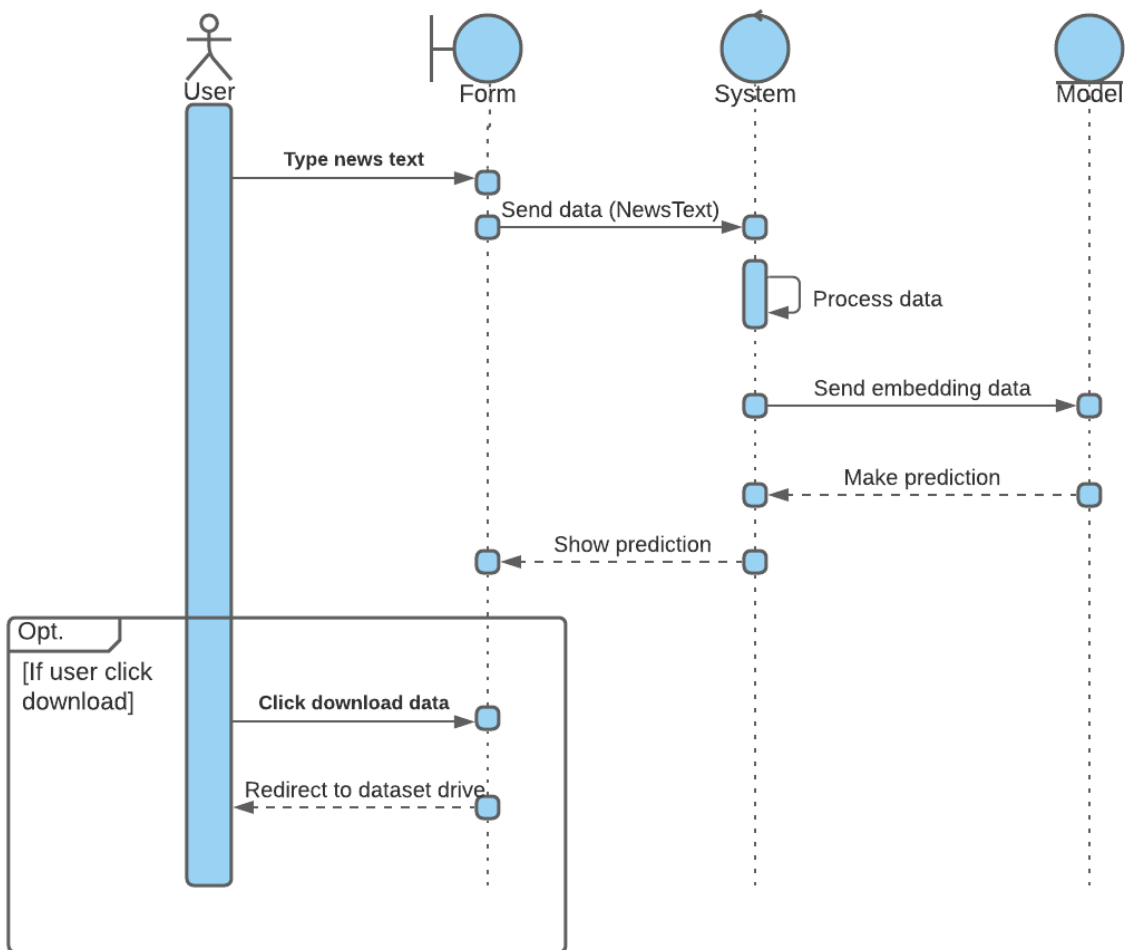 User
Form
System
Model
Type news text
Send data (NewsText)
Process data
Send embedding data
Make prediction
Show prediction
Opt.
[If user click
download]
Click download data
Redirect to dataset drive